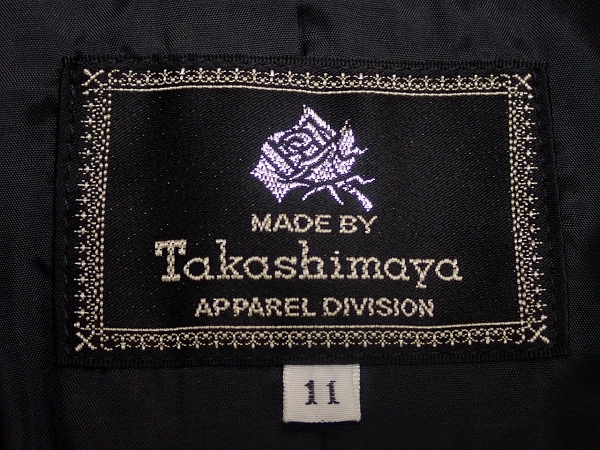 MADE BY
Takashimaya
APPAREL DIVISION
11